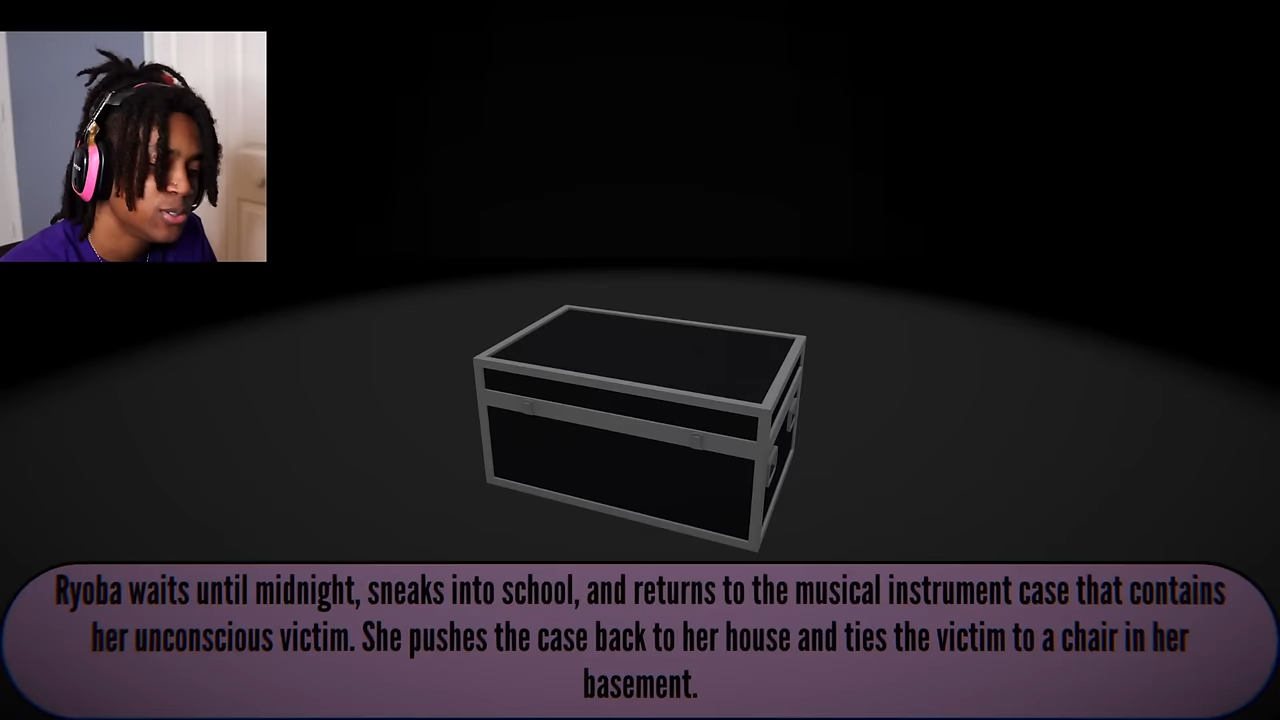 Ryoba waits until midnight, sneaks into school, and returns to the musical instrument case that contains
her unconscious victim. She pushes the case back to her house and ties the victim to a chair in her
basement.